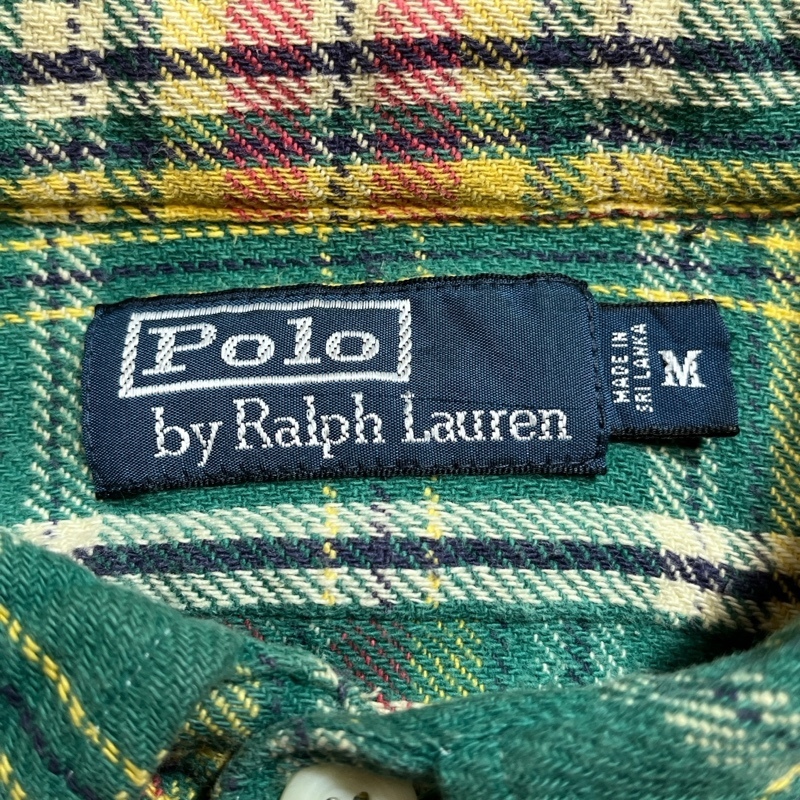 Polo
by Ralph Lauren
MADE IN
SRI LANKA
M